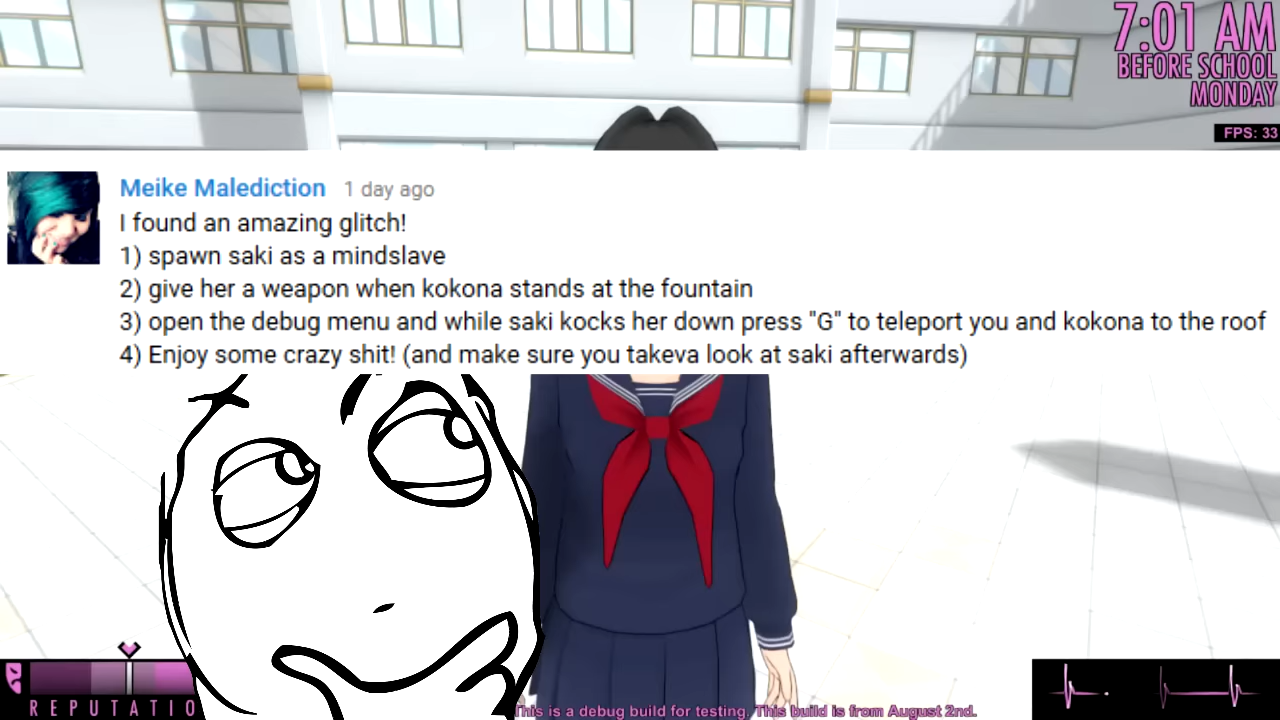 7:01 AM
BEFORE SCHOOL
MONDAY
FPS: 33
Meike Malediction 1 day ago
I found an amazing glitch!
1) spawn saki as a mindslave
2) give her a weapon when kokona stands at the fountain
3) open the debug menu and while saki kocks her down press "G" to teleport you and kokona to the roof
4) Enjoy some crazy shit! (and make sure you takeva look at saki afterwards)
REPUTATIO
This is a debug build for testing. This build is from August 2nd.